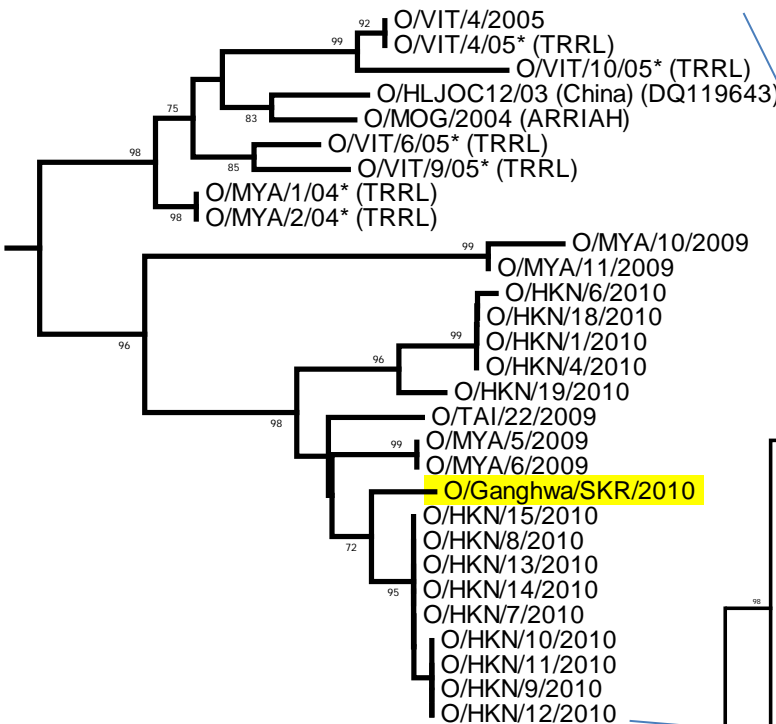 92
O/VIT/4/2005
99
O/VIT/4/05* (TRRL)
O/VIT/10/05* (TRRL)
O/HLJOC12/03 (China) (DQ119643)
75
83
O/MOG/2004 (ARRIAH)
O/VIT/6/05* (TRRL)
98
85
O/VIT/9/05* (TRRL)
O/MYA/1/04* (TRRL)
98
O/MYA/2/04* (TRRL)
99
O/MYA/10/2009
O/MYA/11/2009
O/HKN/6/2010
O/HKN/18/2010
99
O/HKN/1/2010
96
96
O/HKN/4/2010
O/HKN/19/2010
98
O/TAI/22/2009
99
O/MYA/5/2009
O/MYA/6/2009
O/Ganghwa/SKR/2010
O/HKN/15/2010
72
O/HKN/8/2010
O/HKN/13/2010
95
O/HKN/14/2010
O/HKN/7/2010
98
O/HKN/10/2010
O/HKN/11/2010
O/HKN/9/2010
O/HKN/12/2010